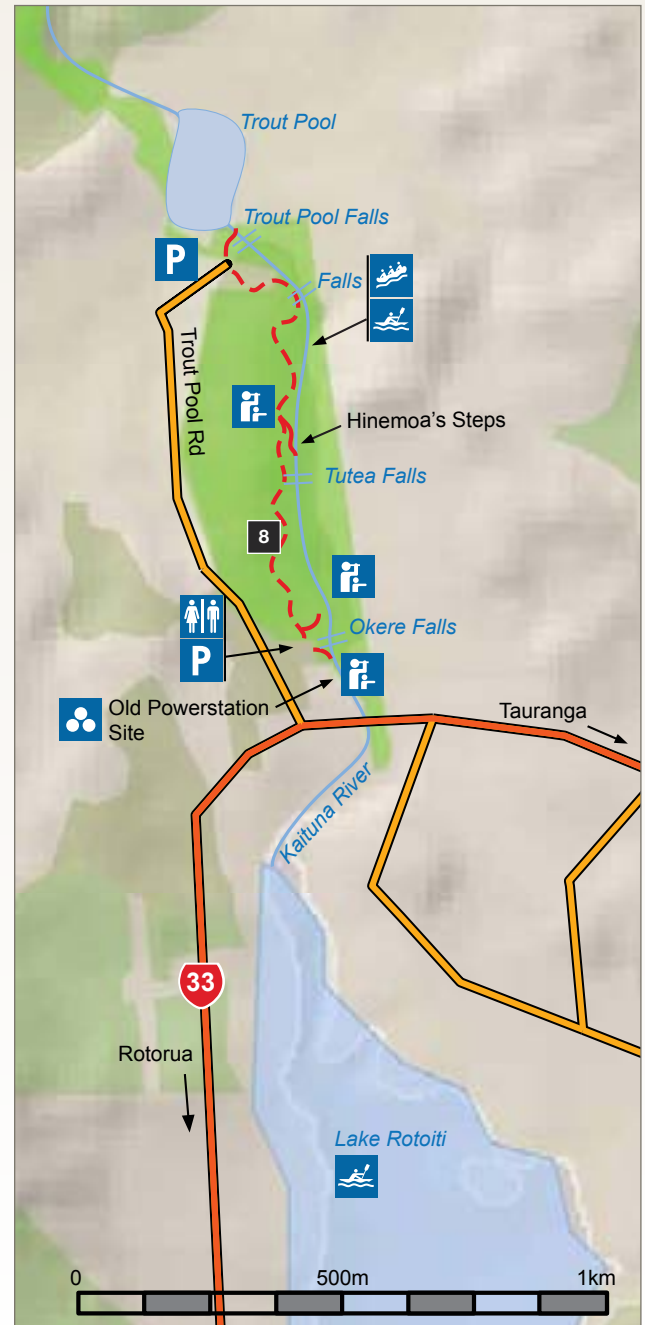 Trout Pool
Trout Pool Falls
P
Falls
Trout Pool Rd
Hinemoa's Steps
Tutea Falls
8
Okere Falls
P
Old Powerstation
Site
Tauranga
Kaituna River
33
Rotorua
Lake Rotoiti
0 500m 1km